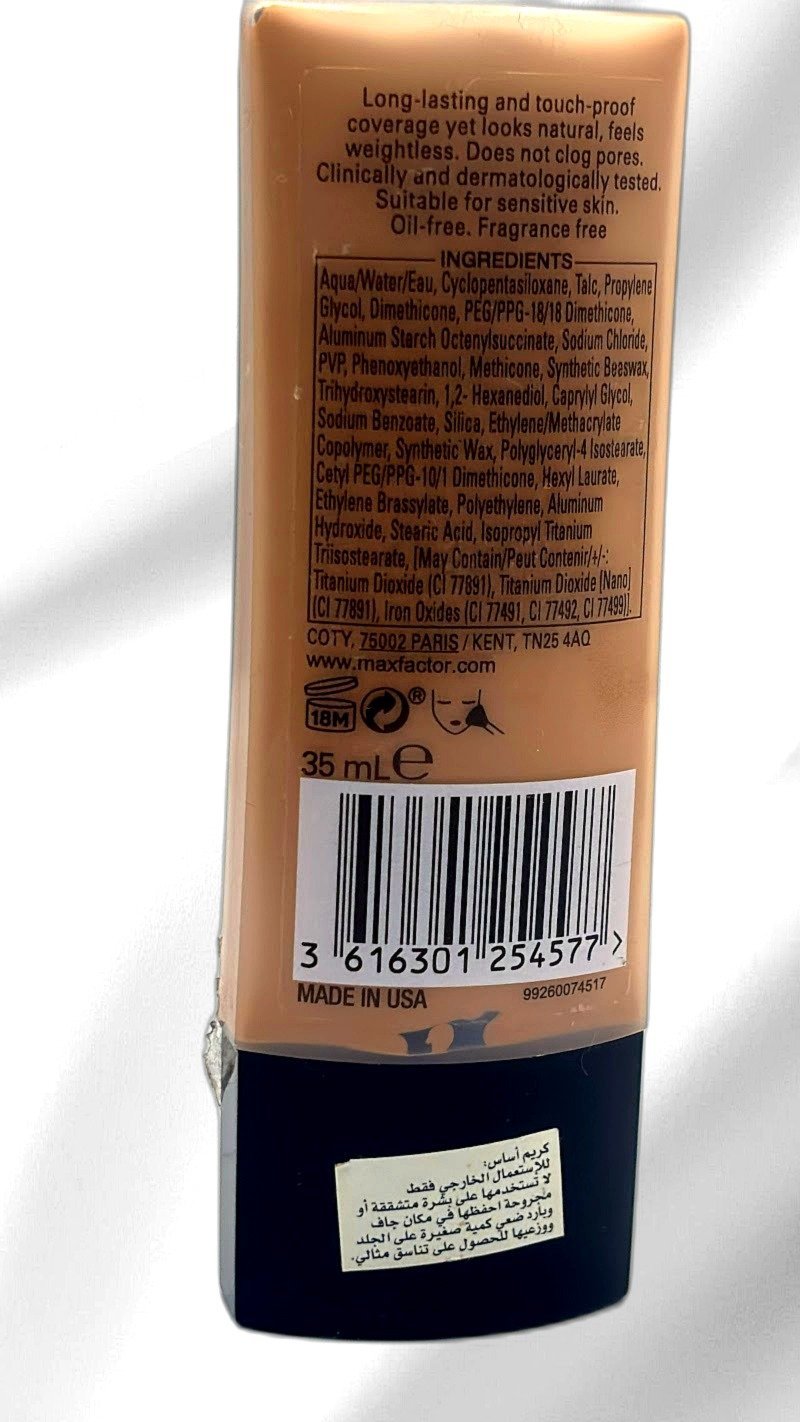 Long-lasting and touch-proof
coverage yet looks natural, feels
weightless. Does not clog pores.
Clinically and dermatologically tested.
Suitable for sensitive skin.
Oil-free. Fragrance free
INGREDIENTS
Aqua/Water/Eau, Cyclopentasiloxane, Talc, Propylene
Glycol, Dimethicone, PEG/PPG-18/18 Dimethicone,
Aluminum Starch Octenylsuccinate, Sodium Chloride,
PVP, Phenoxyethanol, Methicone, Synthetic Beeswax,
Trihydroxystearin, 1,2- Hexanediol, Caprylyl Glycol,
Sodium Benzoate, Silica, Ethylene/Methacrylate
Copolymer, Synthetic Wax, Polyglyceryl-4 Isostearate,
Cetyl PEG/PPG-10/1 Dimethicone, Hexyl Laurate,
Ethylene Brassylate, Polyethylene, Aluminum
Hydroxide, Stearic Acid, Isopropyl Titanium
Triisostearate, [May Contain/Peut Contenir/+/-:
Titanium Dioxide (CI 77891), Titanium Dioxide [Nano]
(CI 77891), Iron Oxides (CI 77491, CI 77492, CI 77499)].
COTY, 75002 PARIS / KENT, TN25 4AQ
www.maxfactor.com
18M ®
35 mL e
3 616301 254577 >
MADE IN USA 99260074517
كريم أساس:
للإستعمال الخارجي فقط
لا تستخدمها على بشرة متشققة أو
مجروحة احفظها في مكان جاف
وبارد ضعي كمية صغيرة على الجلد
ووزعيها للحصول على تناسق مثالي.